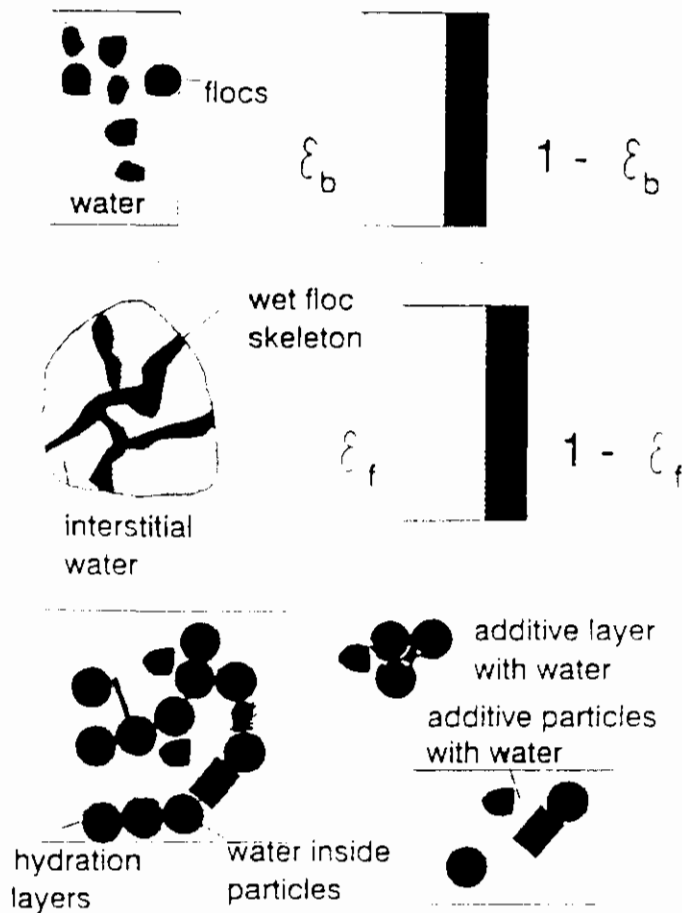 flocs
water
ε_b
1 - ε_b
wet floc
skeleton
ε_f
1 - ε_f
interstitial
water
additive layer
with water
additive particles
with water
hydration
layers
water inside
particles